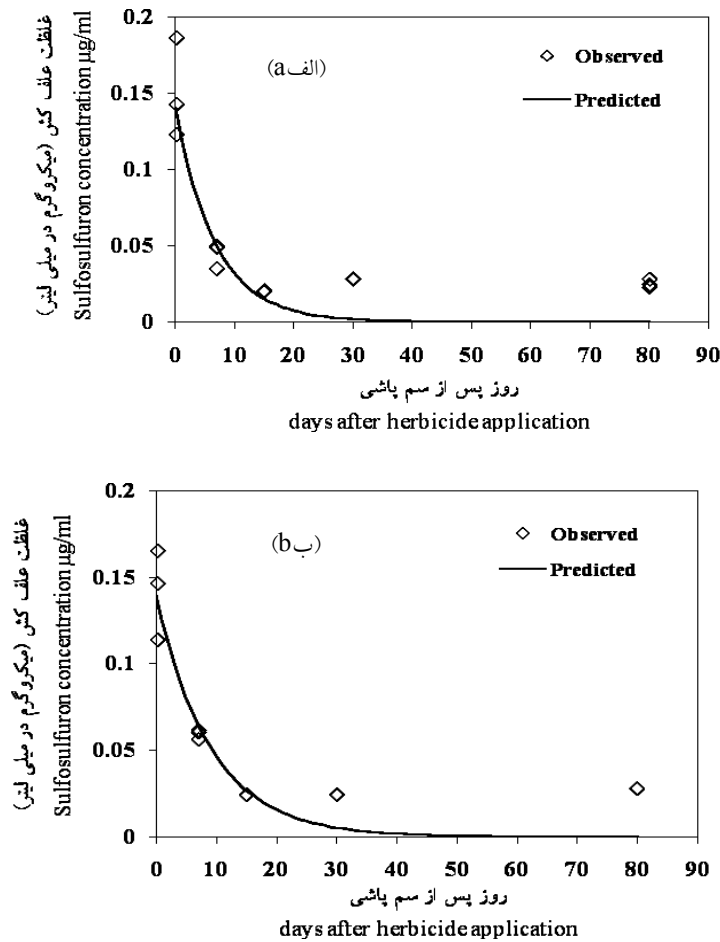 0.2
0.15
0.1
0.05
0
غلظت علف کش (میکروگرم در میلی لیتر)
Sulfosulfuron concentration µg/ml
(الفa)
Observed
Predicted
0 10 20 30 40 50 60 70 80 90
روز پس از سم پاشی
days after herbicide application
0.2
0.15
0.1
0.05
0
غلظت علف کش (میکروگرم در میلی لیتر)
Sulfosulfuron concentration µg/ml
(بb)
Observed
Predicted
0 10 20 30 40 50 60 70 80 90
روز پس از سم پاشی
days after herbicide application